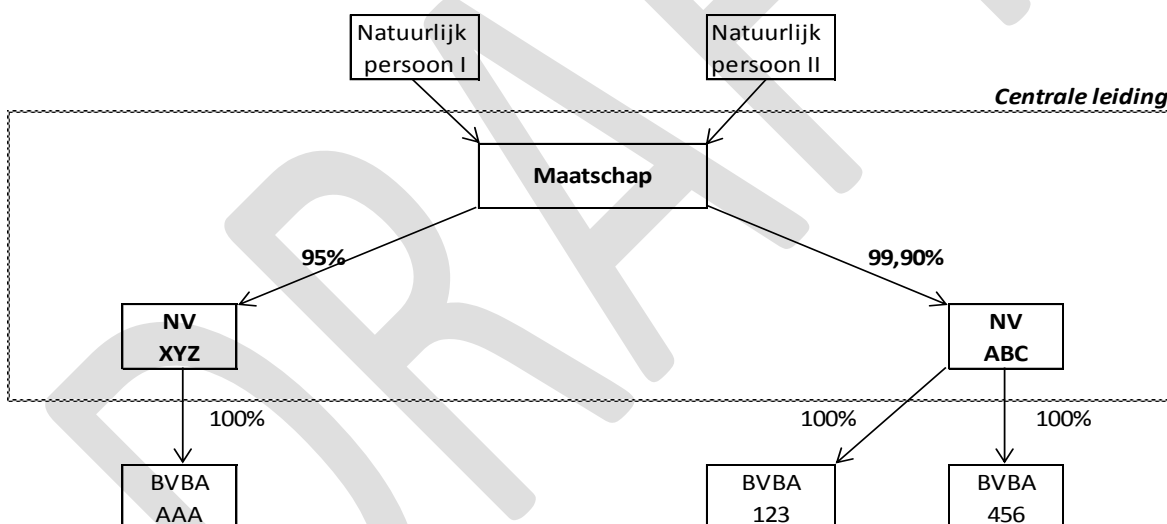 Natuurlijk
persoon I
Natuurlijk
persoon II
Centrale leiding
Maatschap
95%
99,90%
NV
XYZ
NV
ABC
100%
100%
100%
BVBA
AAA
BVBA
123
BVBA
456
DRAF